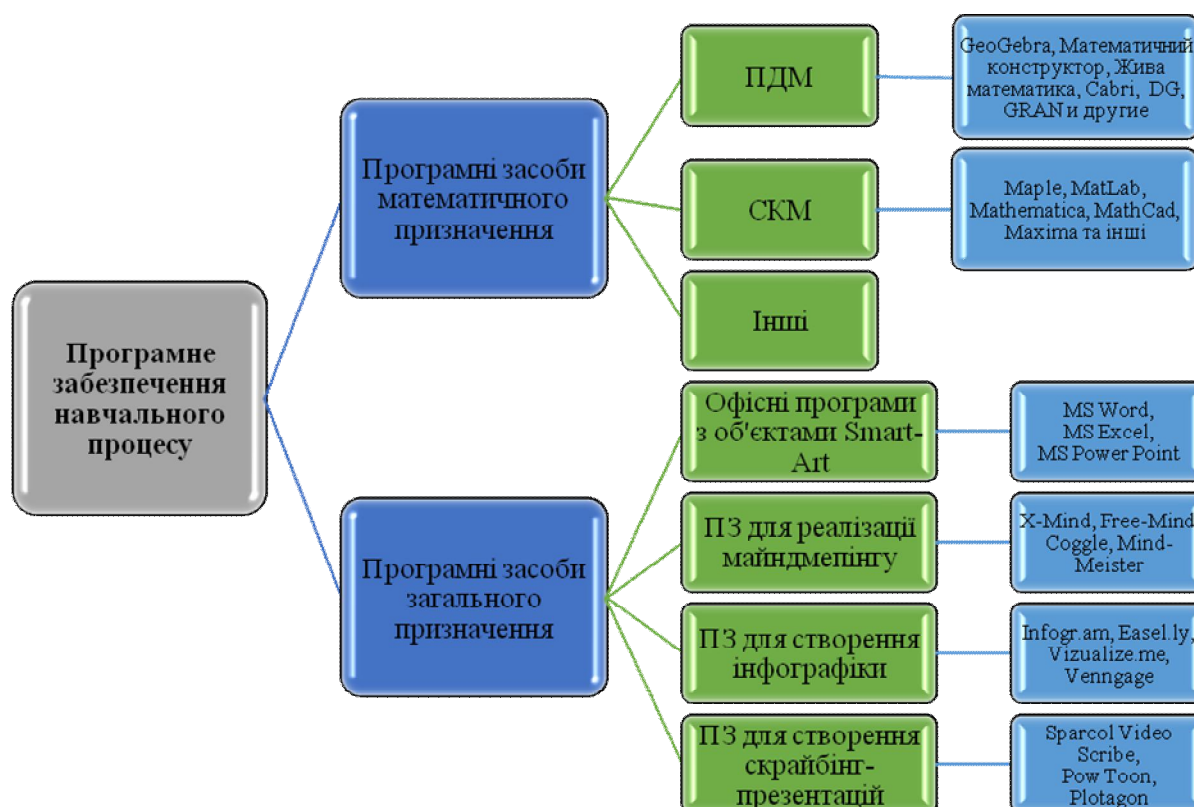 Програмне
забезпечення
навчального
процесу
Програмні засоби
математичного
призначення
ПДМ
GeoGebra, Математичний
конструктор, Жива
математика, Cabri, DG,
GRAN и другие
СКМ
Maple, MatLab,
Mathematica, MathCad,
Maxima та інші
Інші
Програмні засоби
загального
призначення
Офісні програми
з об'єктами Smart-
Art
MS Word,
MS Excel,
MS Power Point
ПЗ для реалізації
майндмепінгу
X-Mind, Free-Mind
Coggle, Mind-
Meister
ПЗ для створення
інфографіки
Infogr.am, Easel.ly,
Vizualize.me,
Venngage
ПЗ для створення
скрайбінг-
презентацій
Sparcol Video
Scribe,
Pow Toon,
Plotagon